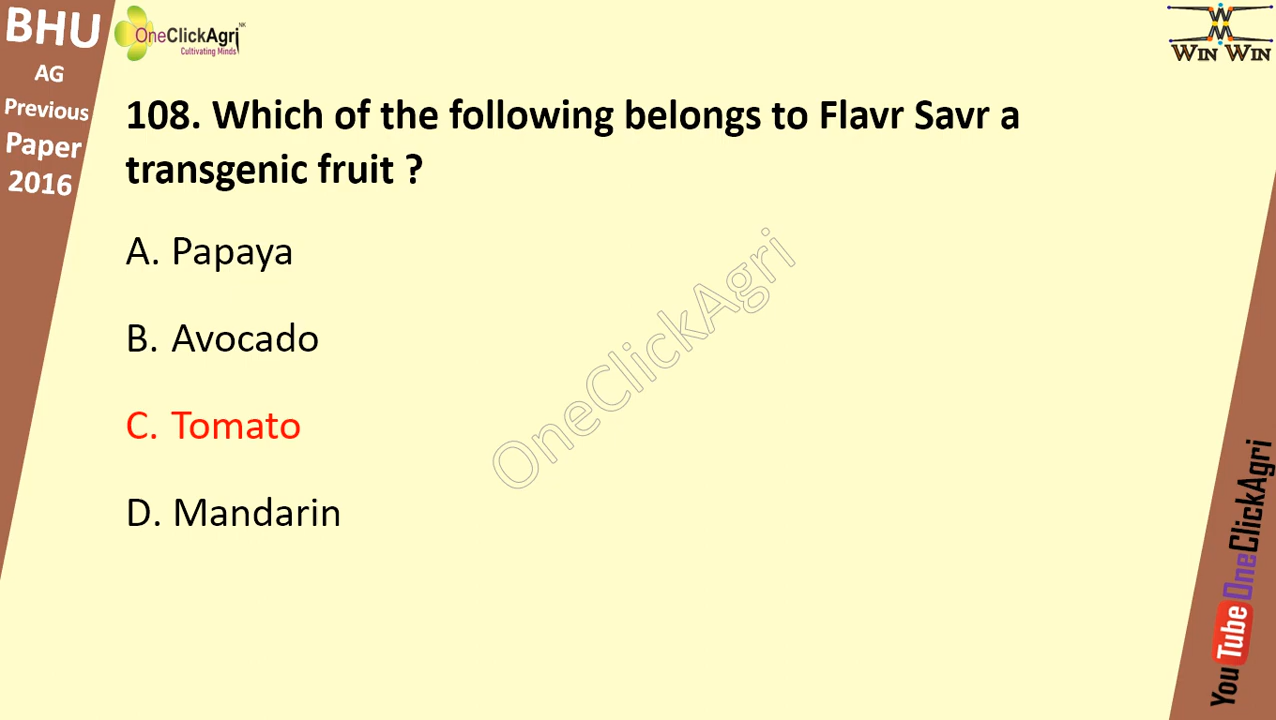 BHU
AG
Previous
Paper
2016
OneClickAgri
NK
Cultivating Minds
WIN WIN
108. Which of the following belongs to Flavr Savr a
transgenic fruit ?
A. Papaya
B. Avocado
C. Tomato
D. Mandarin
OneClickAgri
YouTube OneClickAgri